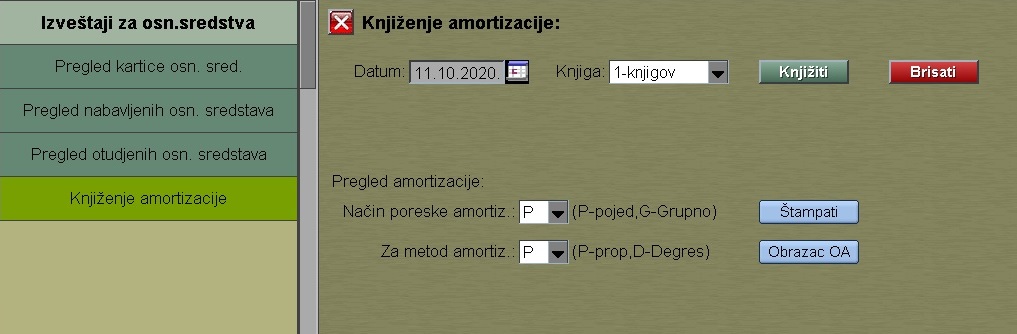 Izveštaji za osn.sredstva
Pregled kartice osn. sred.
Pregled nabavljenih osn. sredstava
Pregled otudjenih osn. sredstava
Knjiženje amortizacije
Knjiženje amortizacije:
Datum: 11.10.2020. Knjiga: 1-knjigov Knjižiti Brisati
Pregled amortizacije:
Način poreske amortiz.: P (P-pojed,G-Grupno) Štampati
Za metod amortiz.: P (P-prop,D-Degres) Obrazac OA